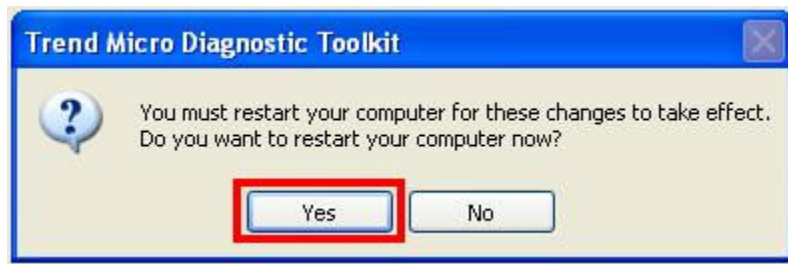 Trend Micro Diagnostic Toolkit
You must restart your computer for these changes to take effect.
Do you want to restart your computer now?
Yes No